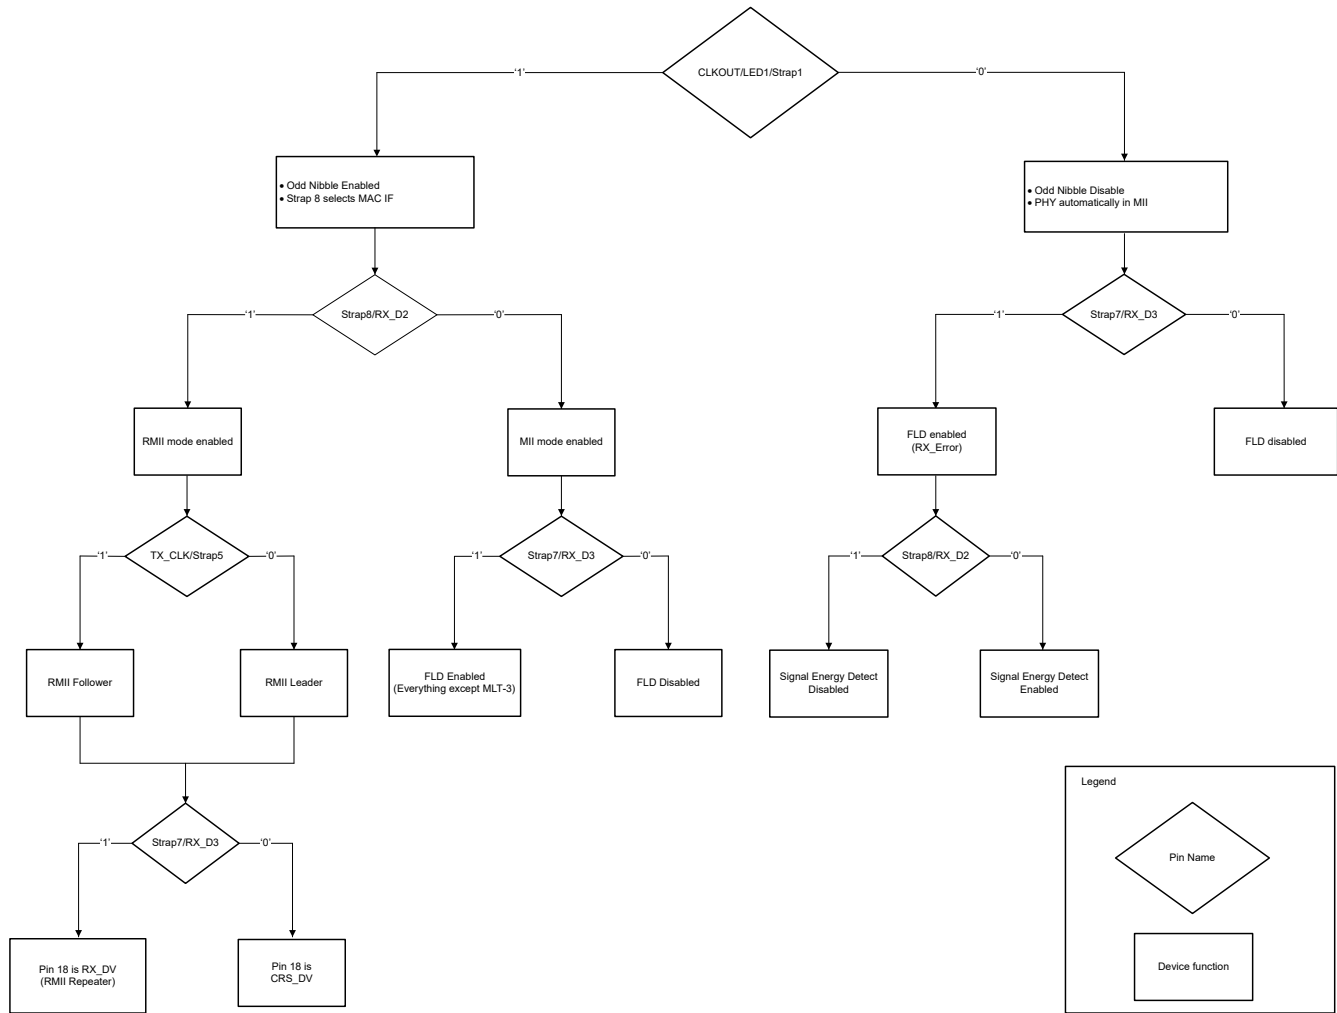 CLKOUT/LED1/Strap1
‘1’
‘0’
• Odd Nibble Enabled
• Strap 8 selects MAC IF
• Odd Nibble Disable
• PHY automatically in MII
Strap8/RX_D2
‘1’
‘0’
Strap7/RX_D3
‘1’
‘0’
RMII mode enabled
MII mode enabled
FLD enabled
(RX_Error)
FLD disabled
TX_CLK/Strap5
‘1’
‘0’
Strap7/RX_D3
‘1’
‘0’
Strap8/RX_D2
‘1’
‘0’
RMII Follower
RMII Leader
FLD Enabled
(Everything except MLT-3)
FLD Disabled
Signal Energy Detect
Disabled
Signal Energy Detect
Enabled
Strap7/RX_D3
‘1’
‘0’
Pin 18 is RX_DV
(RMII Repeater)
Pin 18 is
CRS_DV
Legend
Pin Name
Device function